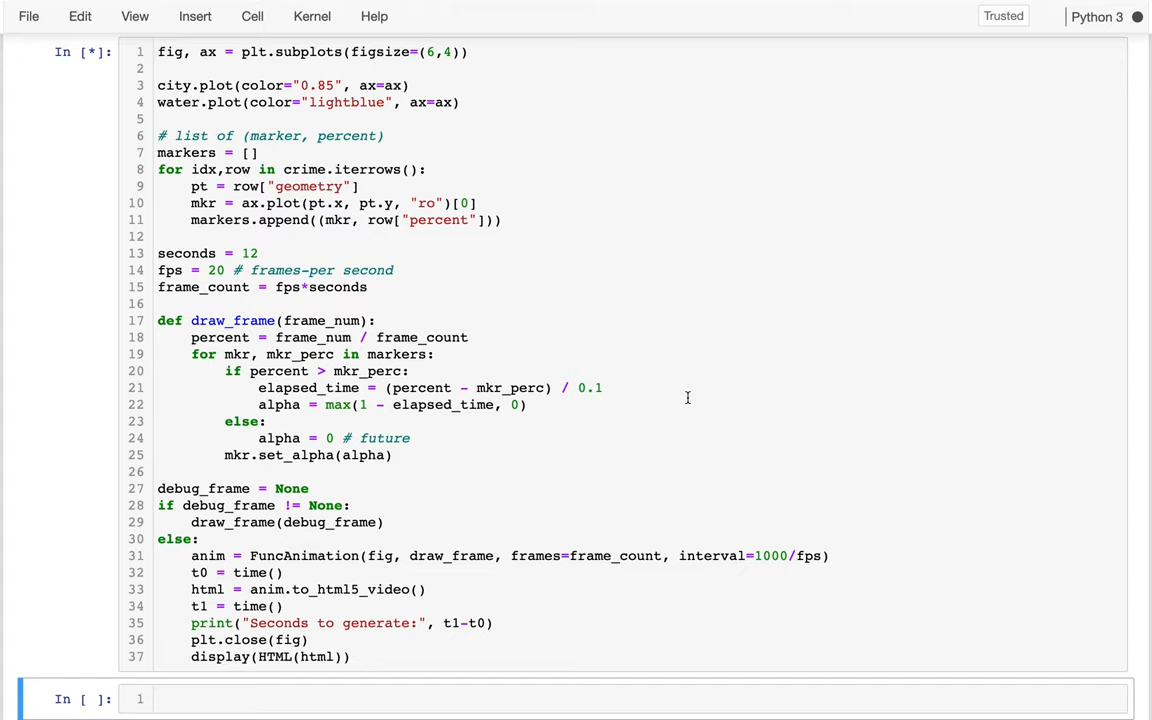 File Edit View Insert Cell Kernel Help Trusted Python 3
In [*]:
1 fig, ax = plt.subplots(figsize=(6,4))
2
3 city.plot(color="0.85", ax=ax)
4 water.plot(color="lightblue", ax=ax)
5
6 # list of (marker, percent)
7 markers = []
8 for idx,row in crime.iterrows():
9     pt = row["geometry"]
10     mkr = ax.plot(pt.x, pt.y, "ro")[0]
11     markers.append((mkr, row["percent"]))
12
13 seconds = 12
14 fps = 20 # frames-per second
15 frame_count = fps*seconds
16
17 def draw_frame(frame_num):
18     percent = frame_num / frame_count
19     for mkr, mkr_perc in markers:
20         if percent > mkr_perc:
21             elapsed_time = (percent - mkr_perc) / 0.1
22             alpha = max(1 - elapsed_time, 0)
23         else:
24             alpha = 0 # future
25         mkr.set_alpha(alpha)
26
27 debug_frame = None
28 if debug_frame != None:
29     draw_frame(debug_frame)
30 else:
31     anim = FuncAnimation(fig, draw_frame, frames=frame_count, interval=1000/fps)
32     t0 = time()
33     html = anim.to_html5_video()
34     t1 = time()
35     print("Seconds to generate:", t1-t0)
36     plt.close(fig)
37     display(HTML(html))
In [ ]:
1